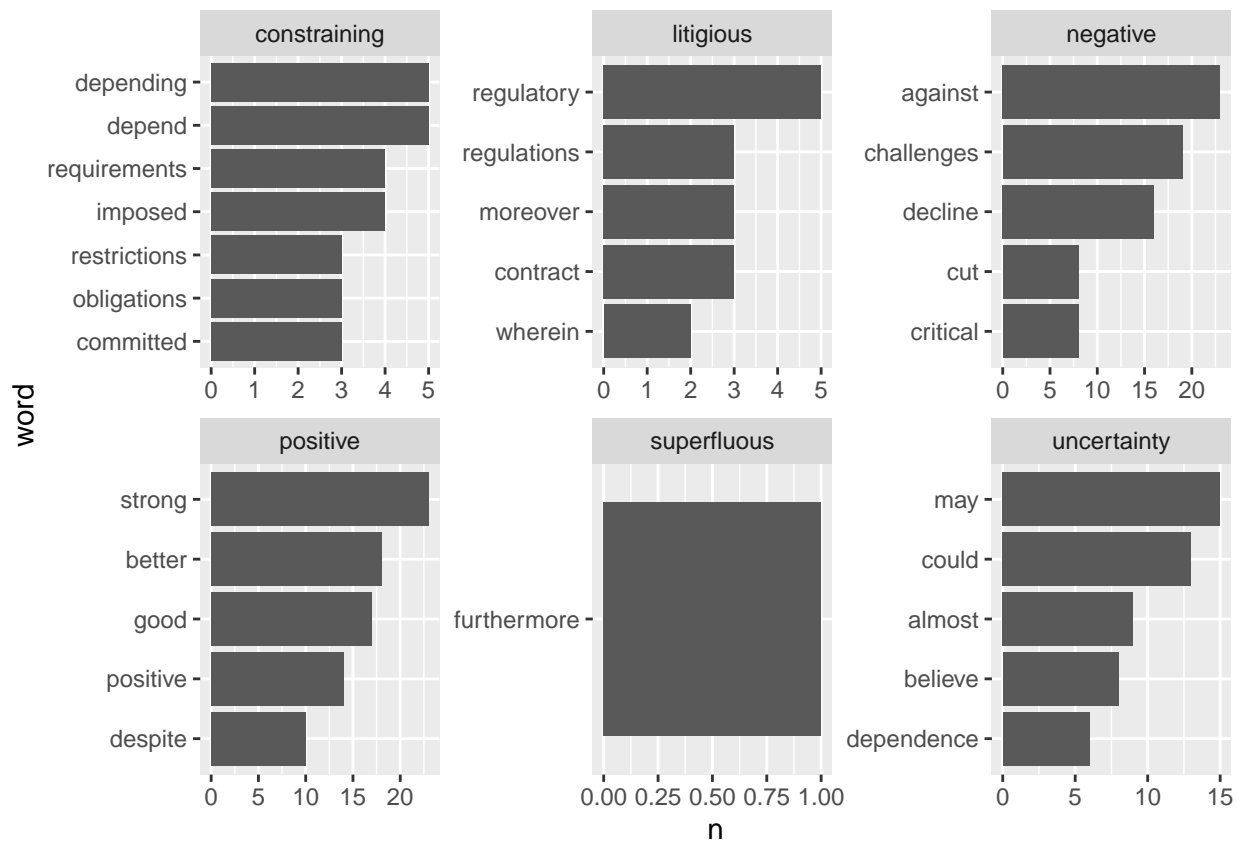 constraining
depending
depend
requirements
imposed
restrictions
obligations
committed
0 1 2 3 4 5
litigious
regulatory
regulations
moreover
contract
wherein
0 1 2 3 4 5
negative
against
challenges
decline
cut
critical
0 5 10 15 20
positive
strong
better
good
positive
despite
0 5 10 15 20
superfluous
furthermore
0.00 0.25 0.50 0.75 1.00
uncertainty
may
could
almost
believe
dependence
0 5 10 15
word
n